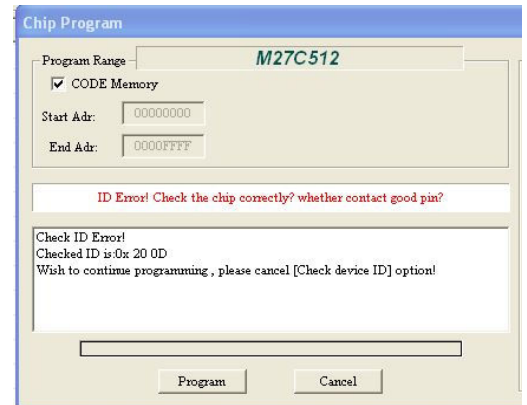 Chip Program
Program Range
M27C512
CODE Memory
Start Adr:
00000000
End Adr:
0000FFFF
ID Error! Check the chip correctly? whether contact good pin?
Check ID Error!
Checked ID is:0x 20 0D
Wish to continue programming , please cancel [Check device ID] option!
Program
Cancel